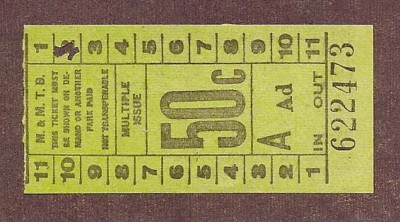 1 3 4 5 6 7 8 9 10 11
M. & M. T. B.
THIS TICKET MUST
BE SHOWN ON DE-
MAND OR ANOTHER
FARE PAID
NOT TRANSFERABLE
MULTIPLE
ISSUE
50c
A Ad
IN OUT
622473
11 10 9 8 7 6 5 4 3 2 1